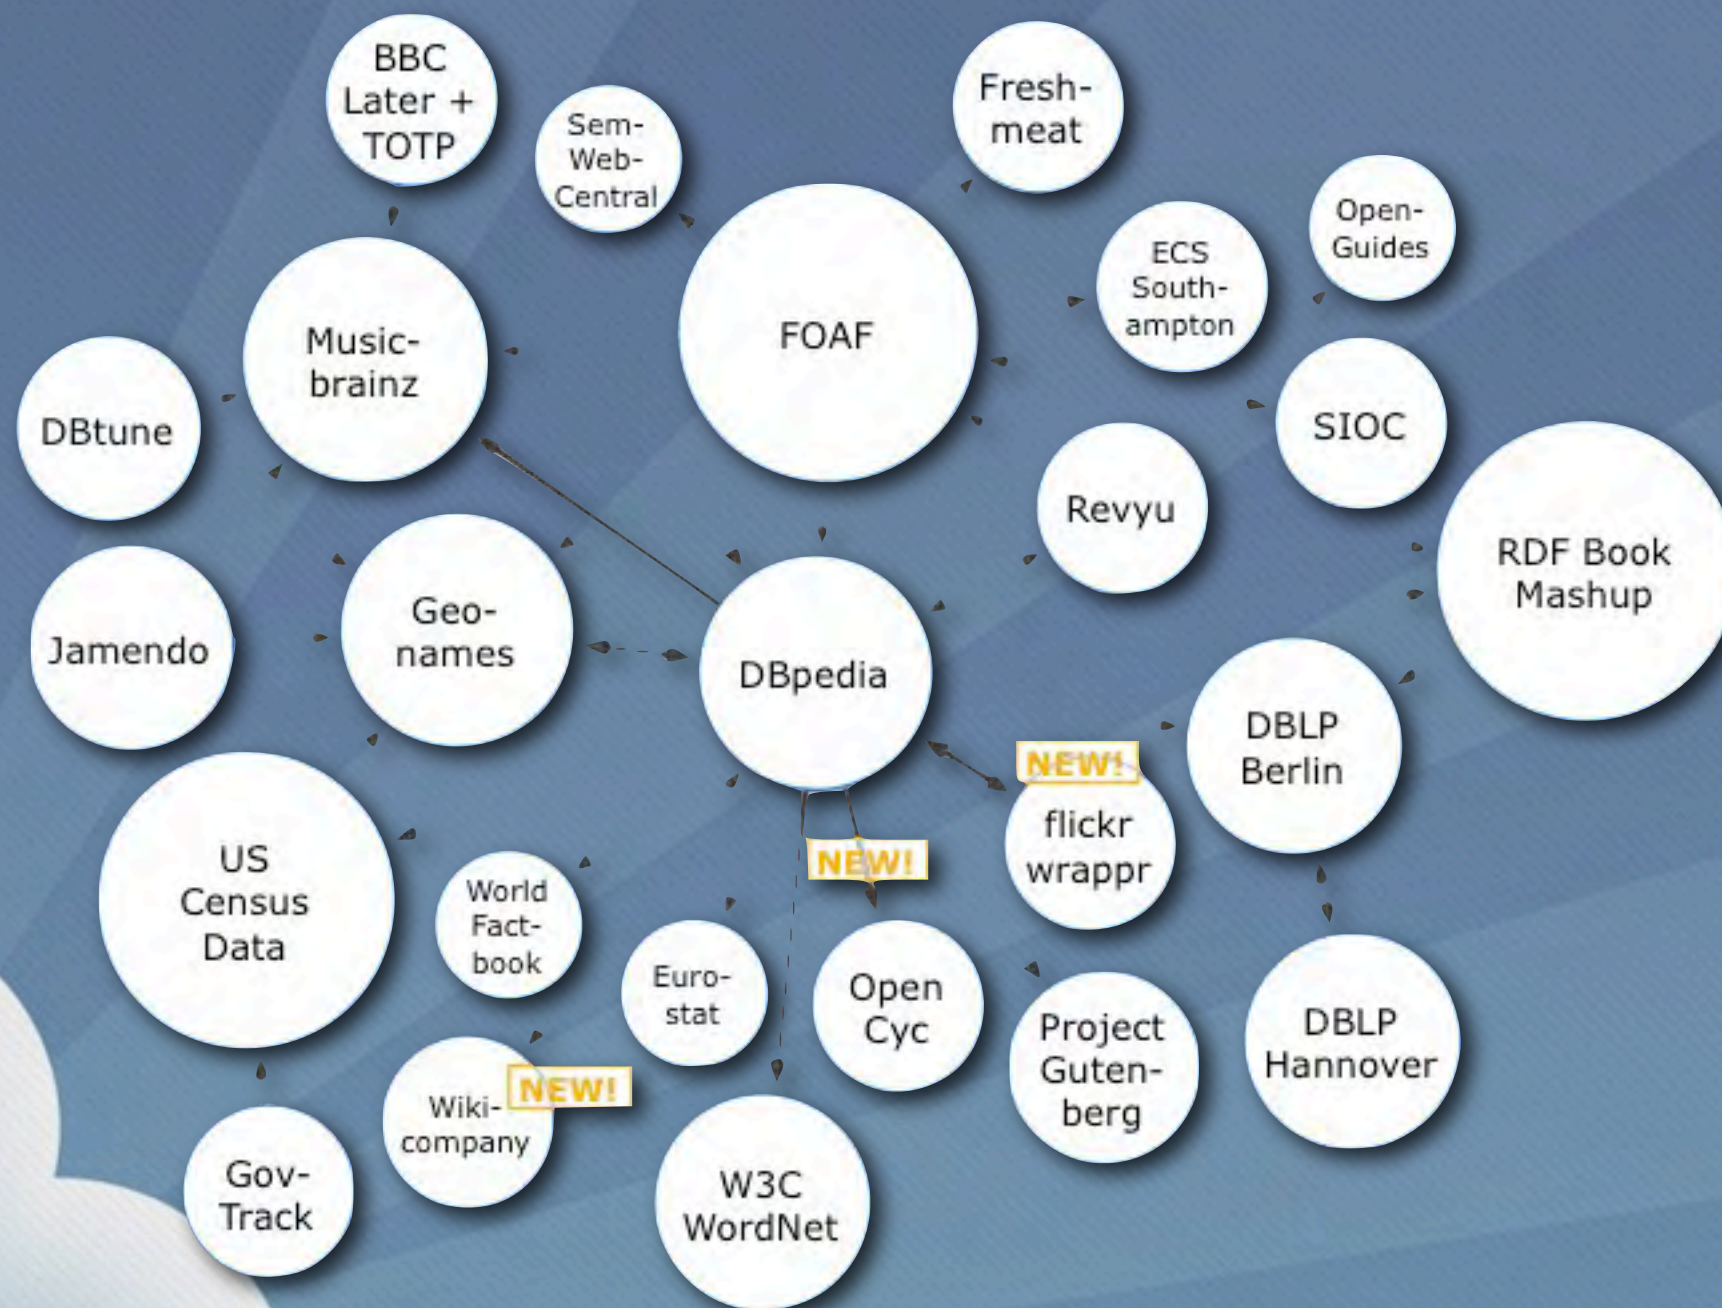 BBC
Later +
TOTP
Sem-
Web-
Central
Fresh-
meat
FOAF
ECS
South-
ampton
Open-
Guides
Music-
brainz
DBtune
SIOC
Revyu
RDF Book
Mashup
Jamendo
Geo-
names
DBpedia
DBLP
Berlin
NEW!
flickr
wrappr
NEW!
US
Census
Data
World
Fact-
book
Euro-
stat
Open
Cyc
Project
Guten-
berg
DBLP
Hannover
NEW!
Wiki-
company
Gov-
Track
W3C
WordNet